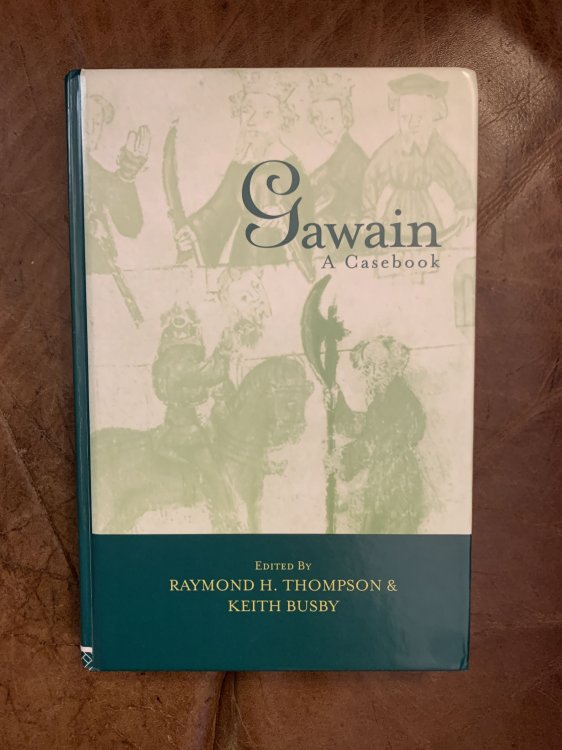 Gawain
A Casebook
EDITED BY
RAYMOND H. THOMPSON &
KEITH BUSBY